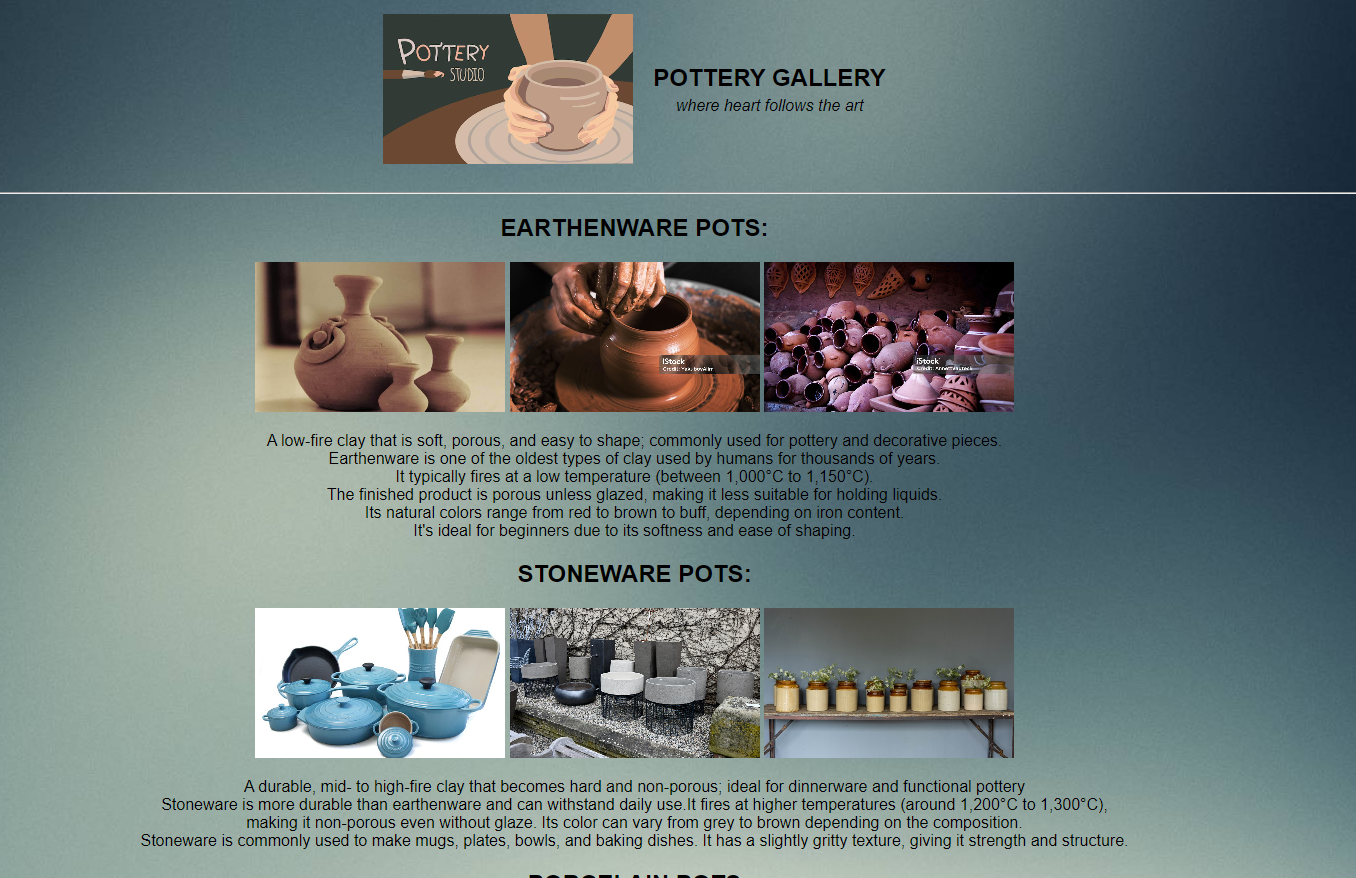 POTTERY
STUDIO
POTTERY GALLERY
where heart follows the art
EARTHENWARE POTS:
iStock
Credit:
iStock
Credit:
A low-fire clay that is soft, porous, and easy to shape; commonly used for pottery and decorative pieces.
Earthenware is one of the oldest types of clay used by humans for thousands of years.
It typically fires at a low temperature (between 1,000°C to 1,150°C).
The finished product is porous unless glazed, making it less suitable for holding liquids.
Its natural colors range from red to brown to buff, depending on iron content.
It's ideal for beginners due to its softness and ease of shaping.
STONEWARE POTS:
A durable, mid- to high-fire clay that becomes hard and non-porous; ideal for dinnerware and functional pottery
Stoneware is more durable than earthenware and can withstand daily use.It fires at higher temperatures (around 1,200°C to 1,300°C),
making it non-porous even without glaze. Its color can vary from grey to brown depending on the composition.
Stoneware is commonly used to make mugs, plates, bowls, and baking dishes. It has a slightly gritty texture, giving it strength and structure.
PORCELAIN POTS